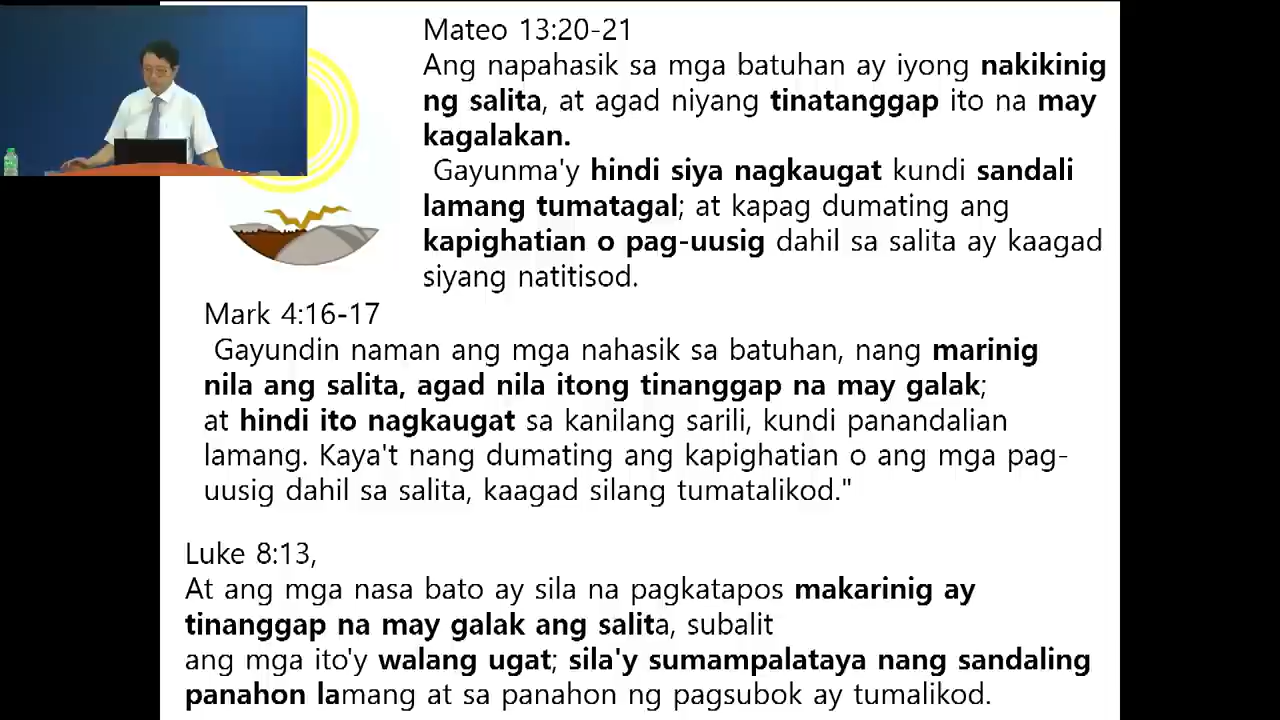 Mateo 13:20-21
Ang napahasik sa mga batuhan ay iyong nakikinig
ng salita, at agad niyang tinatanggap ito na may
kagalakan.
Gayunma'y hindi siya nagkaugat kundi sandali
lamang tumatagal; at kapag dumating ang
kapighatian o pag-uusig dahil sa salita ay kaagad
siyang natitisod.
Mark 4:16-17
Gayundin naman ang mga nahasik sa batuhan, nang marinig
nila ang salita, agad nila itong tinanggap na may galak;
at hindi ito nagkaugat sa kanilang sarili, kundi panandalian
lamang. Kaya't nang dumating ang kapighatian o ang mga pag-
uusig dahil sa salita, kaagad silang tumatalikod."
Luke 8:13,
At ang mga nasa bato ay sila na pagkatapos makarinig ay
tinanggap na may galak ang salita, subalit
ang mga ito'y walang ugat; sila'y sumampalataya nang sandaling
panahon lamang at sa panahon ng pagsubok ay tumalikod.